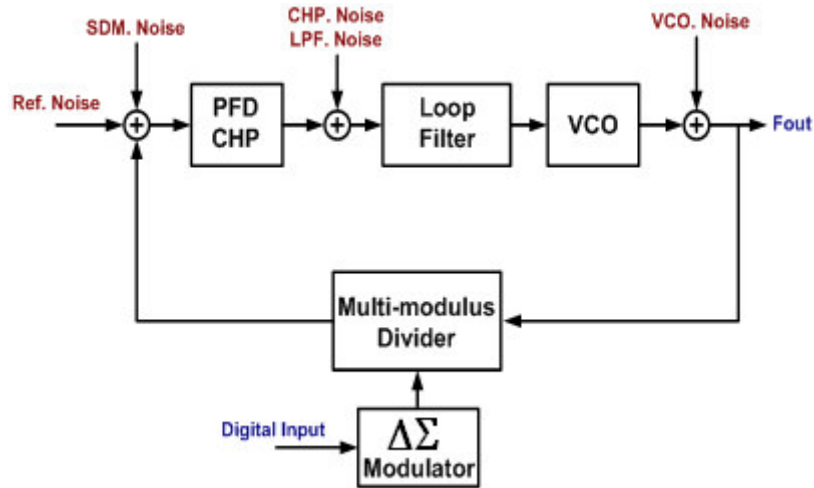 SDM. Noise
CHP. Noise
LPF. Noise
VCO. Noise
Ref. Noise
PFD
CHP
Loop
Filter
VCO
Fout
Multi-modulus
Divider
Digital Input
ΔΣ
Modulator